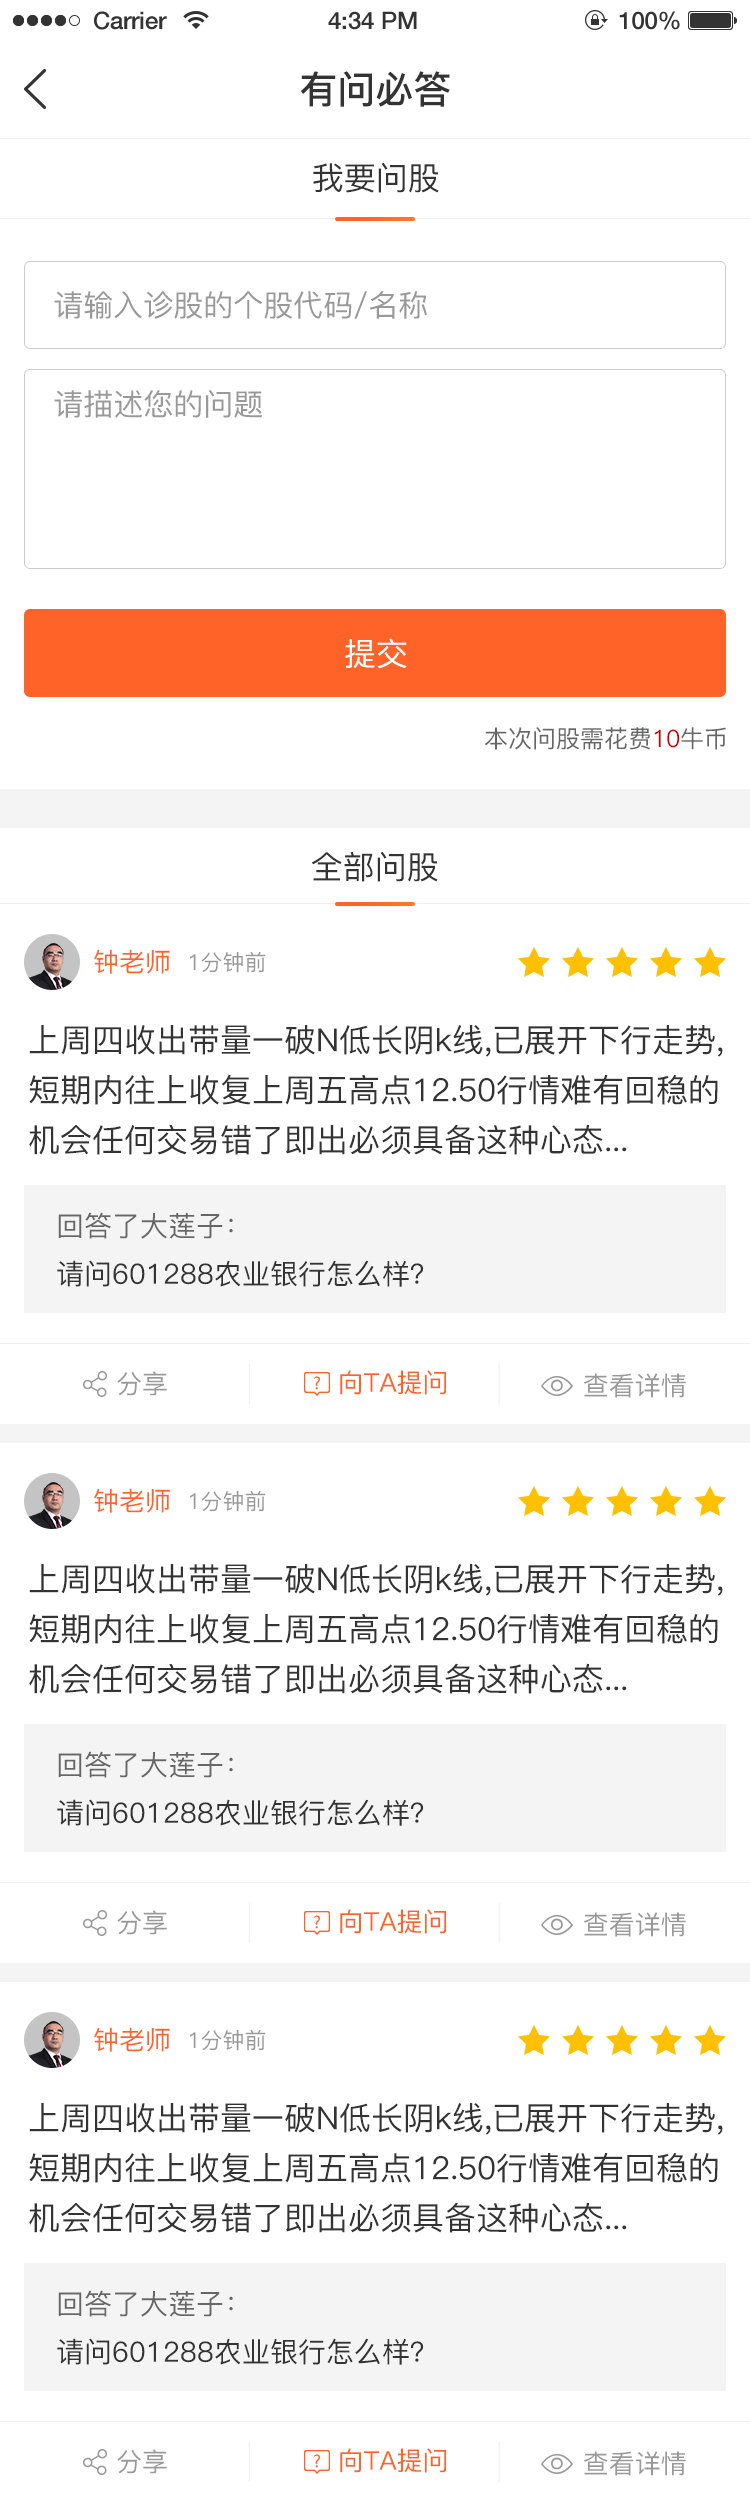 Carrier 4:34 PM 100%
有问必答
我要问股
请输入诊股的个股代码/名称
请描述您的问题
提交
本次问股需花费10牛币
全部问股
钟老师 1分钟前
上周四收出带量一破N低长阴k线,已展开下行走势,
短期内往上收复上周五高点12.50行情难有回稳的
机会任何交易错了即出必须具备这种心态...
回答了大莲子：
请问601288农业银行怎么样?
分享 向TA提问 查看详情
钟老师 1分钟前
上周四收出带量一破N低长阴k线,已展开下行走势,
短期内往上收复上周五高点12.50行情难有回稳的
机会任何交易错了即出必须具备这种心态...
回答了大莲子：
请问601288农业银行怎么样?
分享 向TA提问 查看详情
钟老师 1分钟前
上周四收出带量一破N低长阴k线,已展开下行走势,
短期内往上收复上周五高点12.50行情难有回稳的
机会任何交易错了即出必须具备这种心态...
回答了大莲子：
请问601288农业银行怎么样?
分享 向TA提问 查看详情